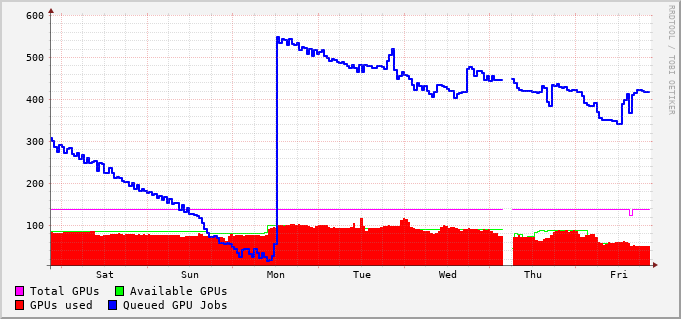 600
500
400
300
200
100
Sat Sun Mon Tue Wed Thu Fri
Total GPUs Available GPUs
GPUs used Queued GPU Jobs
RRDTOOL / TOBI OETIKER